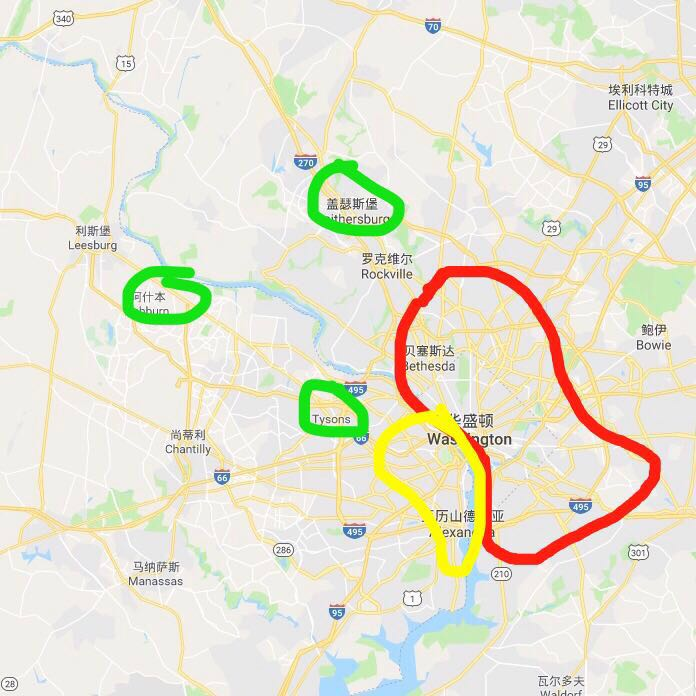 340
15
70
埃利科特城
Ellicott City
29
270
95
盖瑟斯堡
ithersburg
29
利斯堡
Leesburg
罗克维尔
Rockville
阿什本
hburn
鲍伊
Bowie
贝塞斯达
Bethesda
495
Tysons
66
华盛顿
Washington
尚蒂利
Chantilly
66
495
历山德
亚
Alexandria
495
286
301
马纳萨斯
Manassas
210
1
95
28
瓦尔多夫
Waldorf